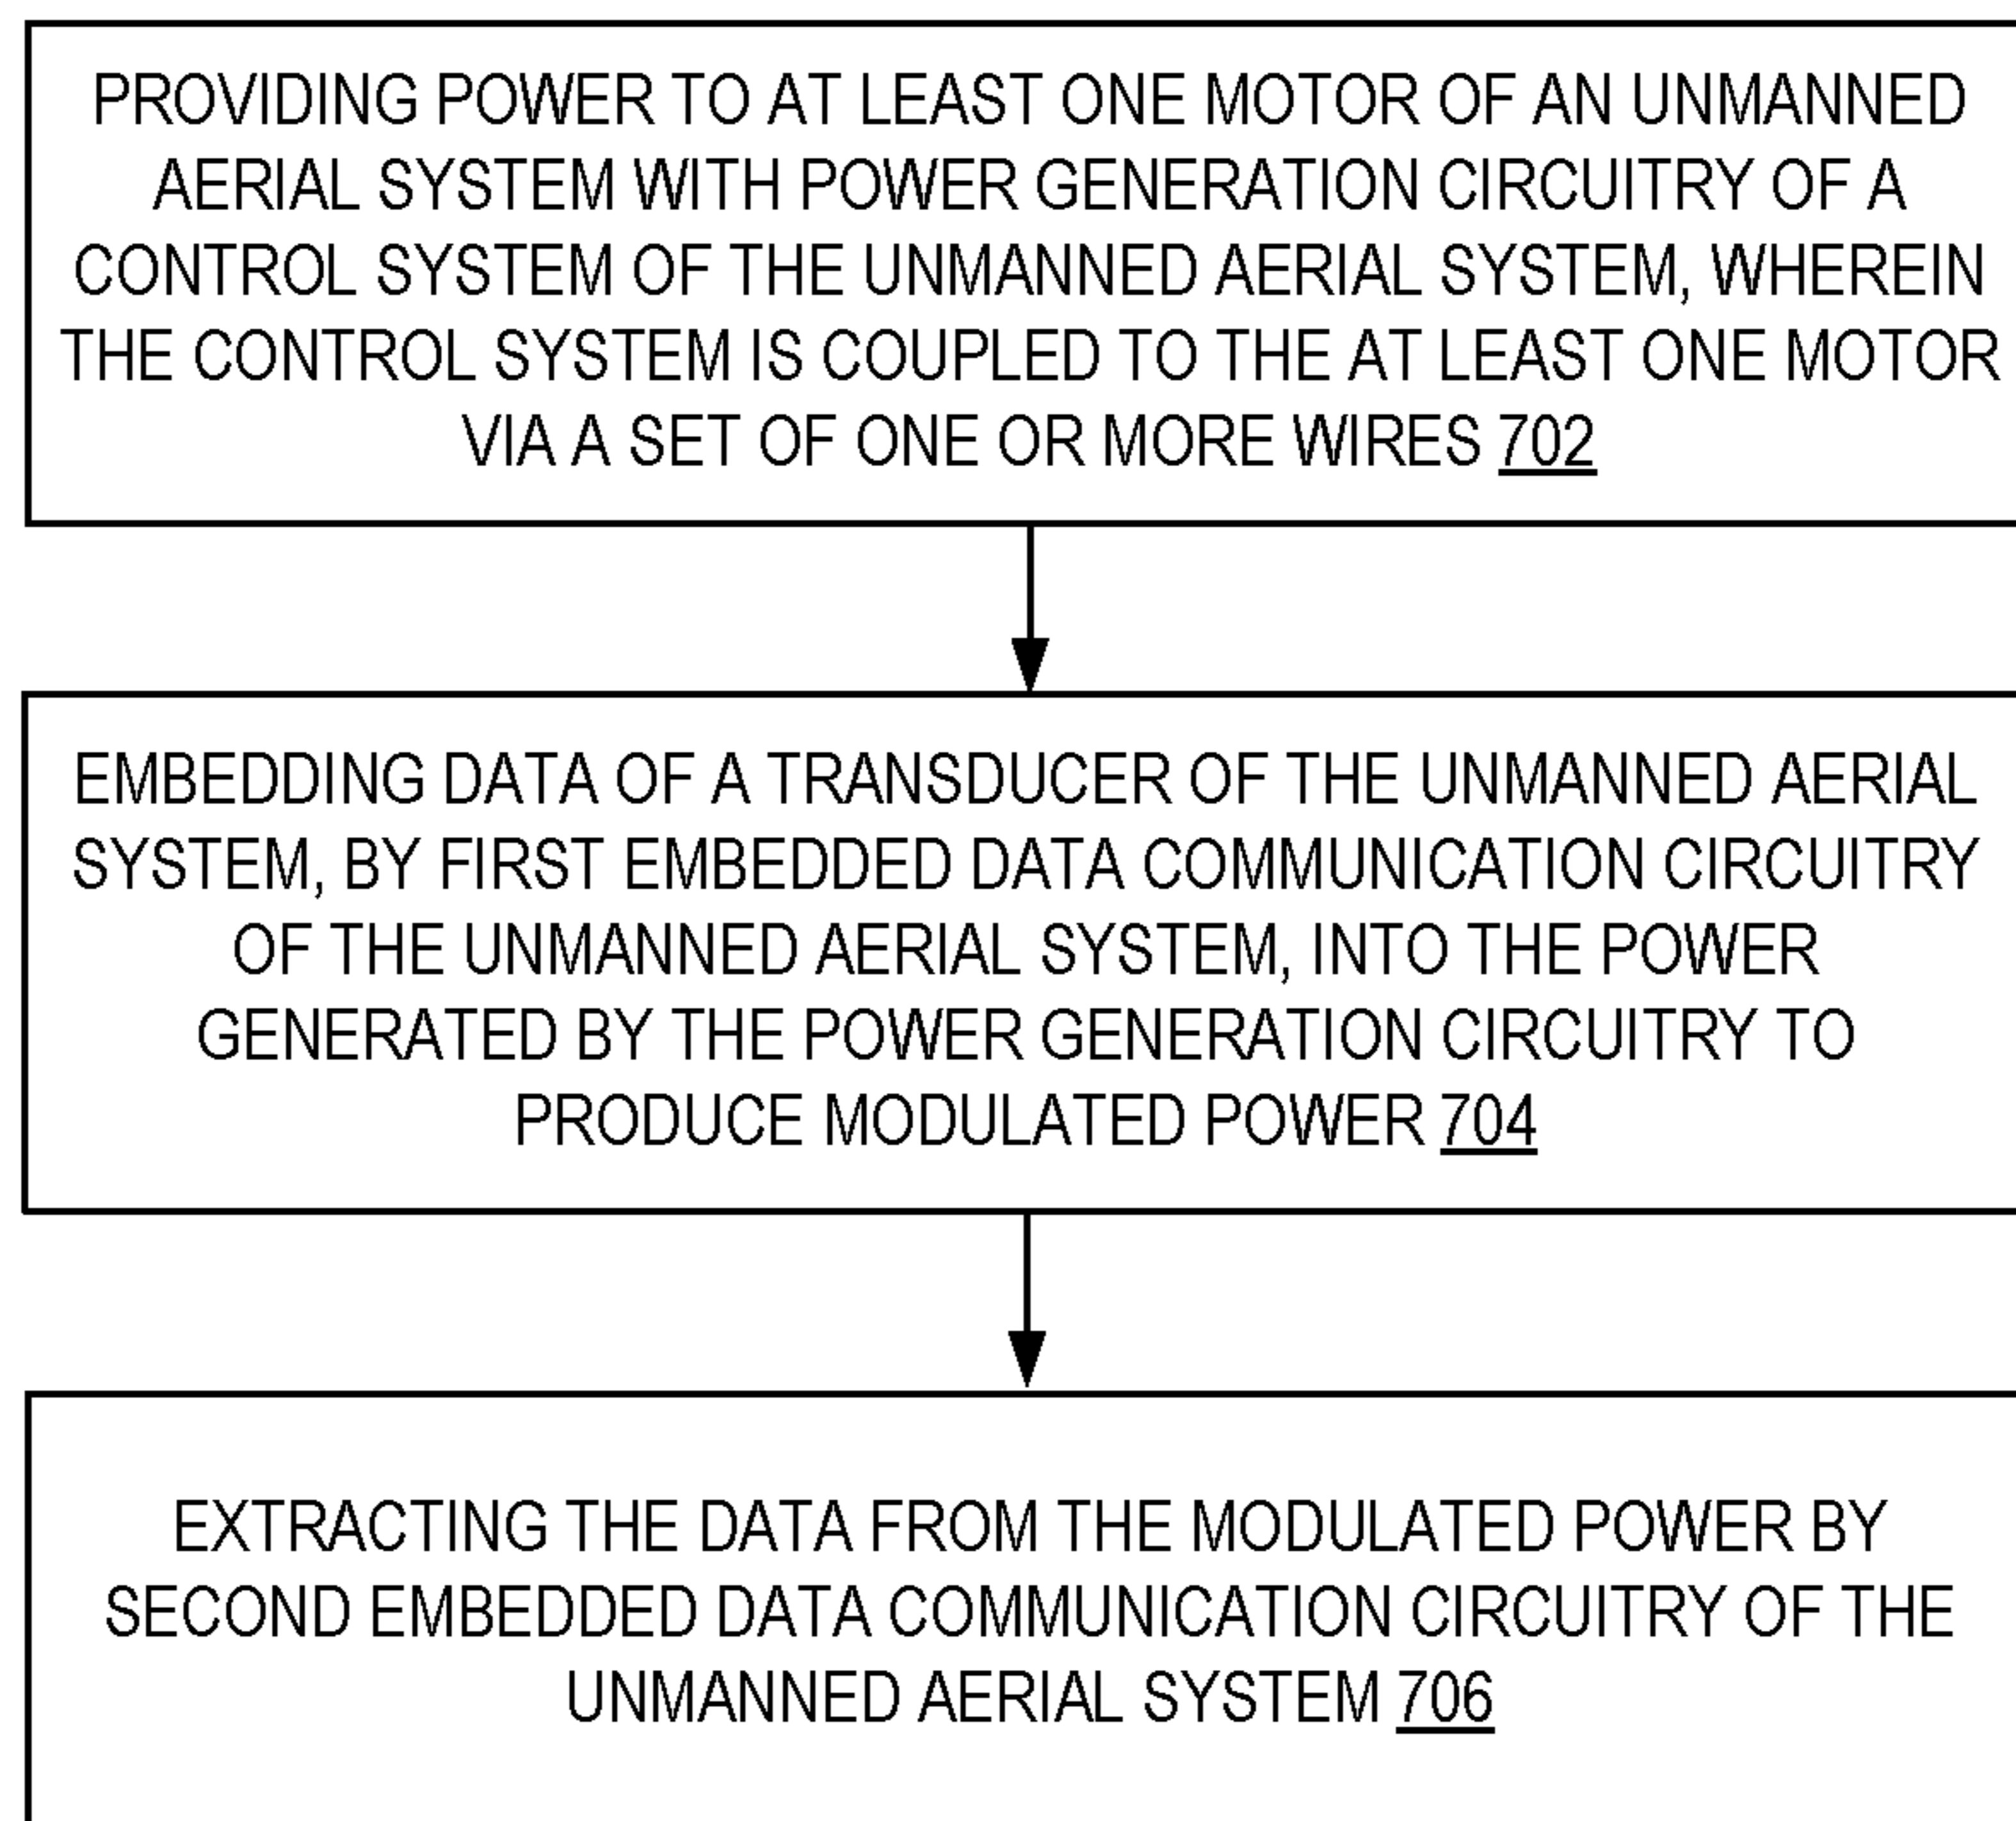 PROVIDING POWER TO AT LEAST ONE MOTOR OF AN UNMANNED
AERIAL SYSTEM WITH POWER GENERATION CIRCUITRY OF A
CONTROL SYSTEM OF THE UNMANNED AERIAL SYSTEM, WHEREIN
THE CONTROL SYSTEM IS COUPLED TO THE AT LEAST ONE MOTOR
VIA A SET OF ONE OR MORE WIRES 702
EMBEDDING DATA OF A TRANSDUCER OF THE UNMANNED AERIAL
SYSTEM, BY FIRST EMBEDDED DATA COMMUNICATION CIRCUITRY
OF THE UNMANNED AERIAL SYSTEM, INTO THE POWER
GENERATED BY THE POWER GENERATION CIRCUITRY TO
PRODUCE MODULATED POWER 704
EXTRACTING THE DATA FROM THE MODULATED POWER BY
SECOND EMBEDDED DATA COMMUNICATION CIRCUITRY OF THE
UNMANNED AERIAL SYSTEM 706